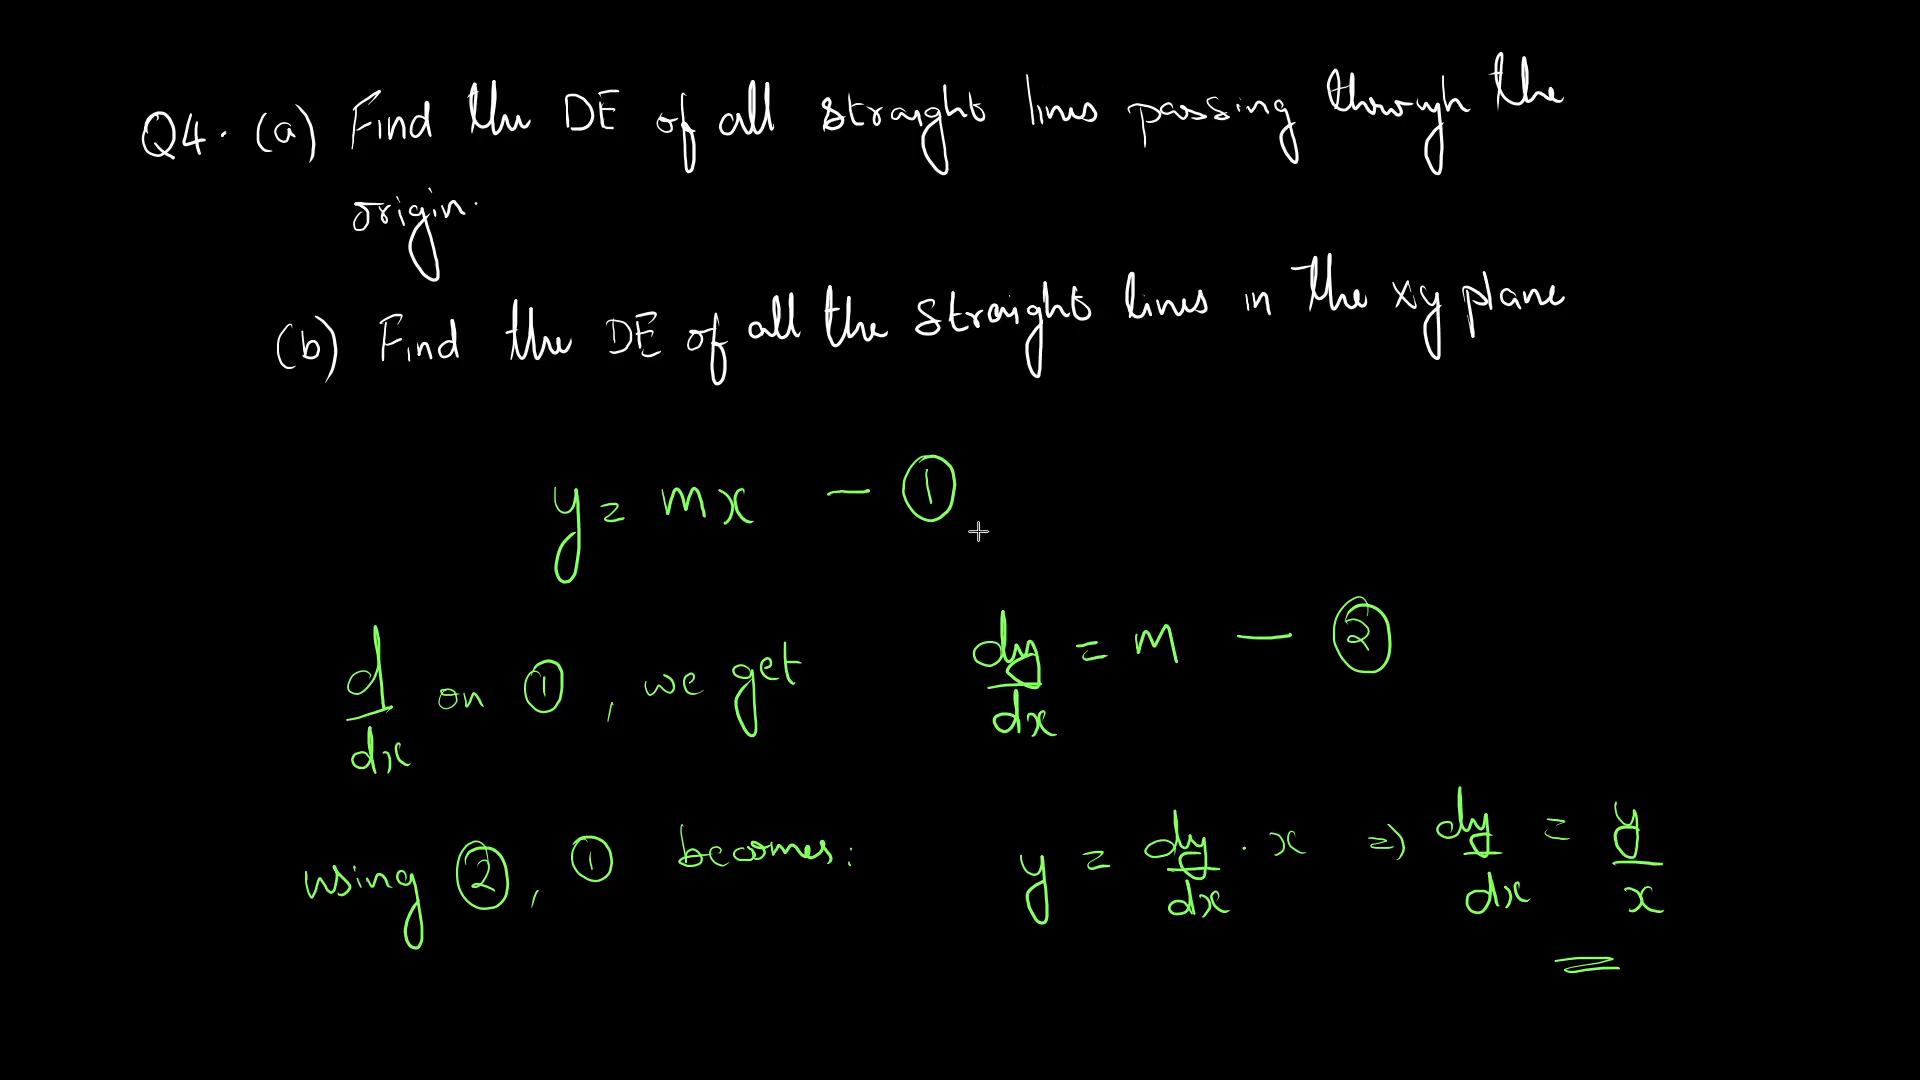 Q4. (a) Find the DE of all straight lines passing through the
origin.
(b) Find the DE of all the straight lines in the xy plane
y = mx — ①
d/dx on ①, we get dy/dx = m — ②
using ②, ① becomes: y = dy/dx · x ⇒ dy/dx = y/x